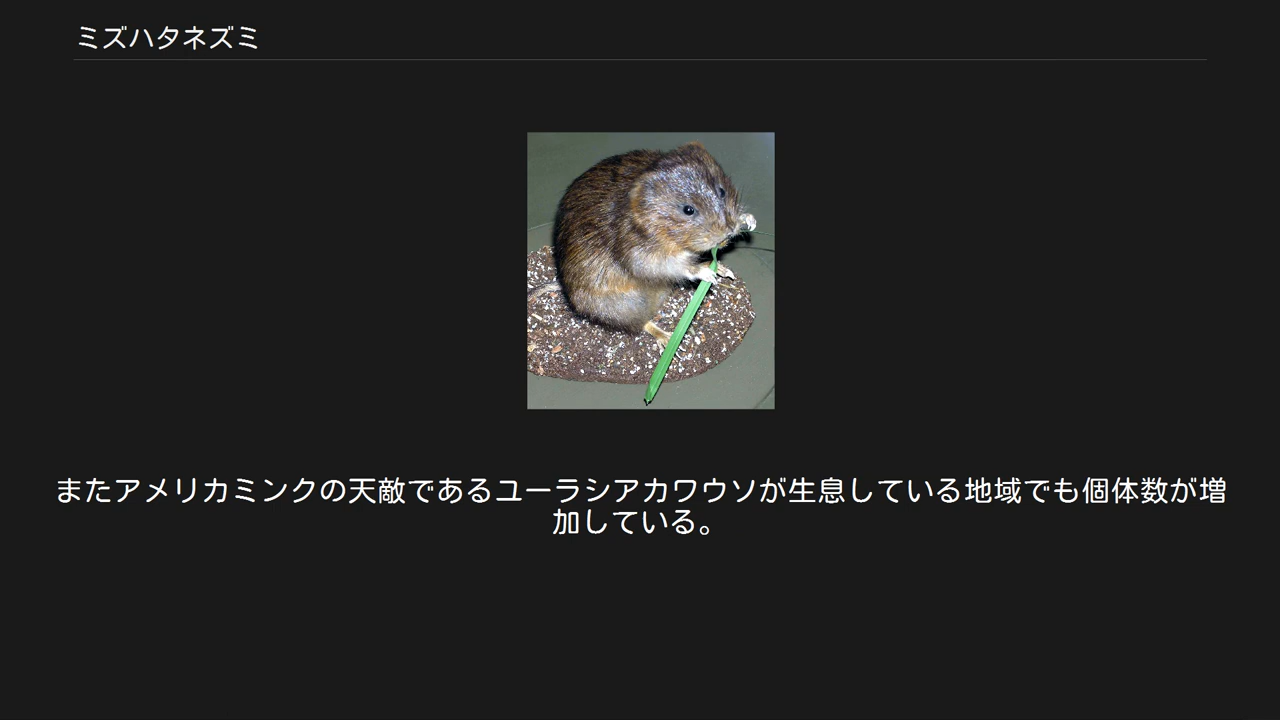 ミズハタネズミ
またアメリカミンクの天敵であるユーラシアカワウソが生息している地域でも個体数が増
加している。